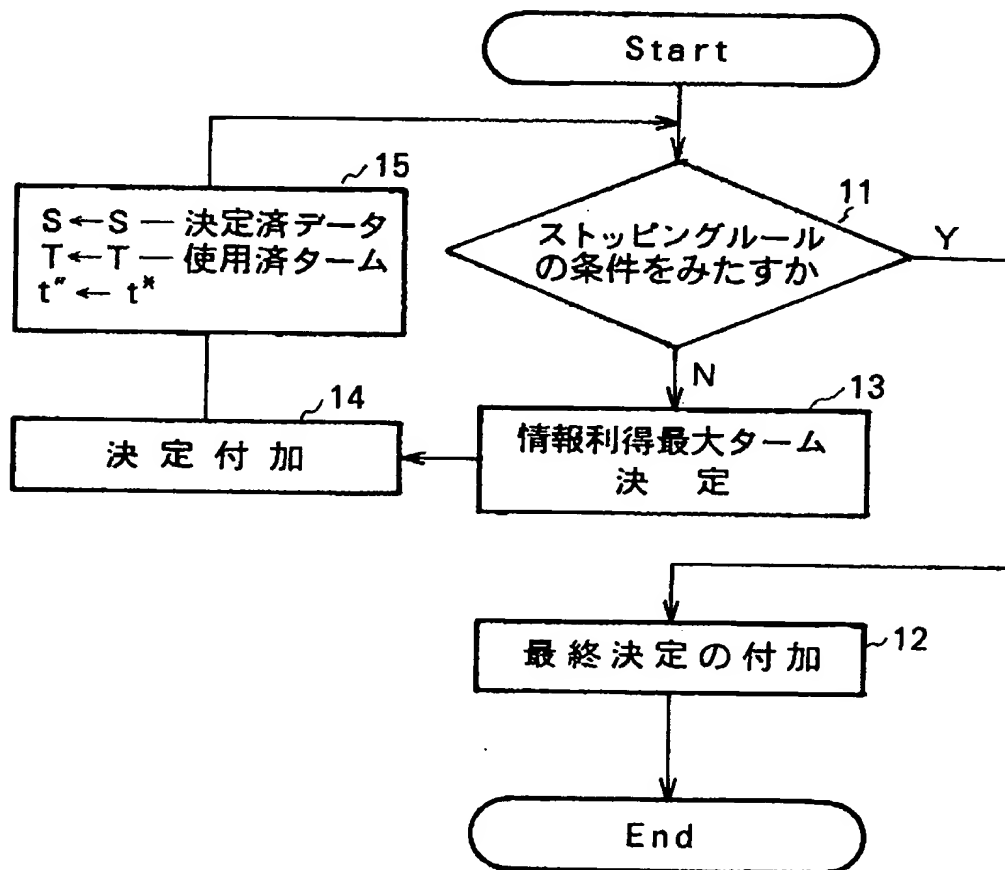 Start
15
S←S — 決定済データ
T←T — 使用済ターム
t″← t*
11
ストッピングルール
の条件をみたすか
Y
N
14
決定付加
13
情報利得最大ターム
決定
最終決定の付加
12
End